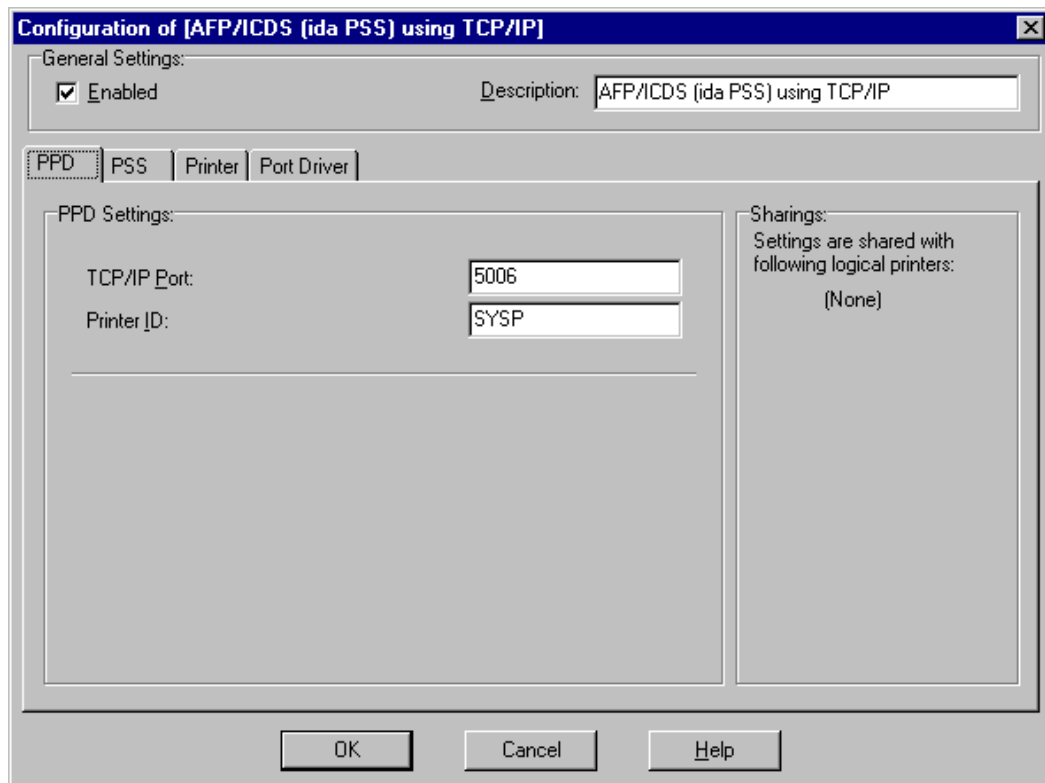 Configuration of [AFP/ICDS (ida PSS) using TCP/IP]
General Settings:
Enabled
Description: AFP/ICDS (ida PSS) using TCP/IP
PPD PSS Printer Port Driver
PPD Settings:
TCP/IP Port: 5006
Printer ID: SYSP
Sharings:
Settings are shared with
following logical printers:
(None)
OK Cancel Help